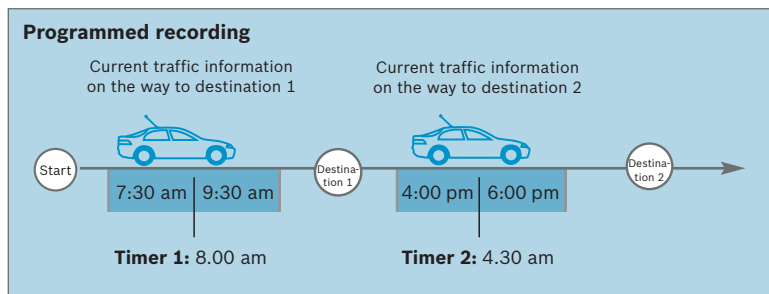 Programmed recording
Current traffic information
on the way to destination 1
Current traffic information
on the way to destination 2
Start
Destina-
tion 1
Destina-
tion 2
7:30 am 9:30 am
4:00 pm 6:00 pm
Timer 1: 8.00 am
Timer 2: 4.30 am